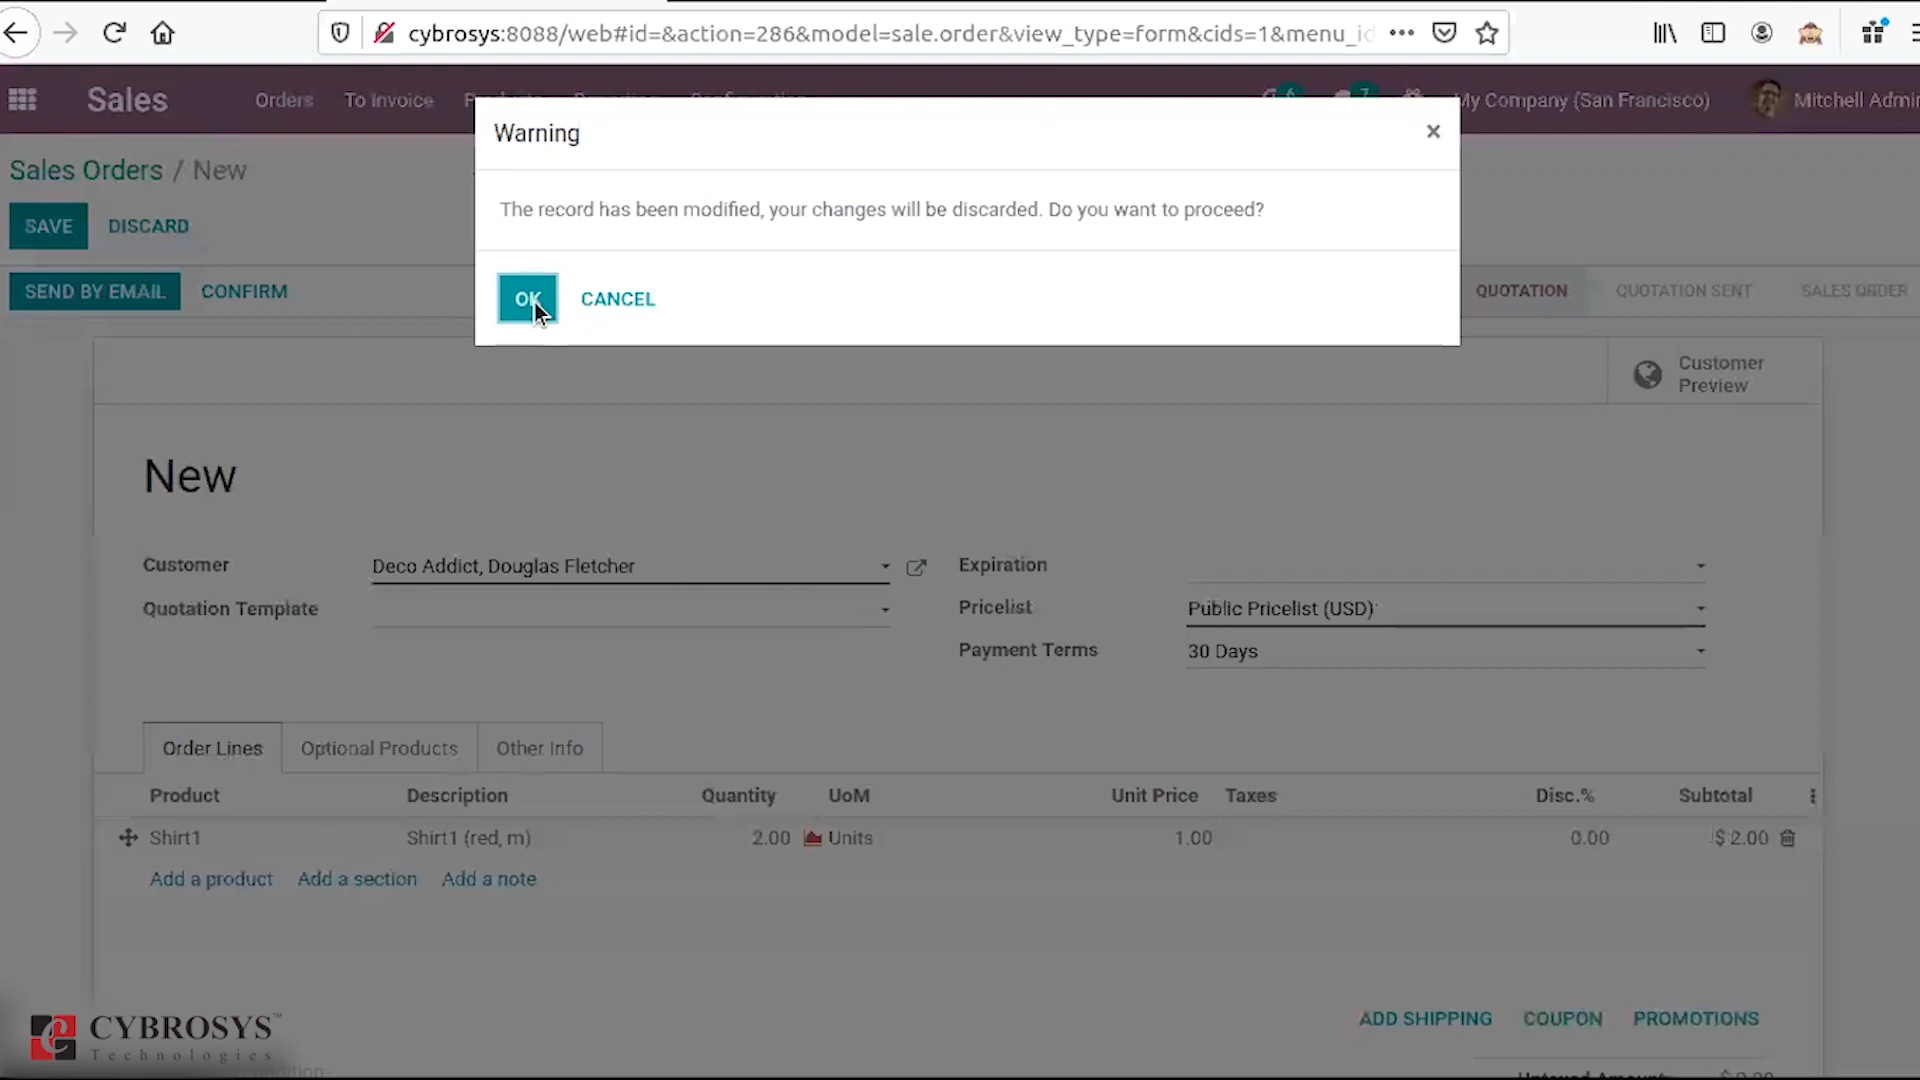 cybrosys:8088/web#id=&action=286&model=sale.order&view_type=form&cids=1&menu_id
Sales
Orders
To Invoice
6
7
My Company (San Francisco)
Mitchell Admin
Warning
×
The record has been modified, your changes will be discarded. Do you want to proceed?
OK
CANCEL
Sales Orders / New
SAVE
DISCARD
SEND BY EMAIL
CONFIRM
QUOTATION
QUOTATION SENT
SALES ORDER
Customer
Preview
New
Customer
Deco Addict, Douglas Fletcher
Expiration
Quotation Template
Pricelist
Public Pricelist (USD)
Payment Terms
30 Days
Order Lines
Optional Products
Other Info
Product
Description
Quantity
UoM
Unit Price
Taxes
Disc.%
Subtotal
Shirt1
Shirt1 (red, m)
2.00
Units
1.00
0.00
$ 2.00
Add a product
Add a section
Add a note
ADD SHIPPING
COUPON
PROMOTIONS
CYBROSYS™
Technologies